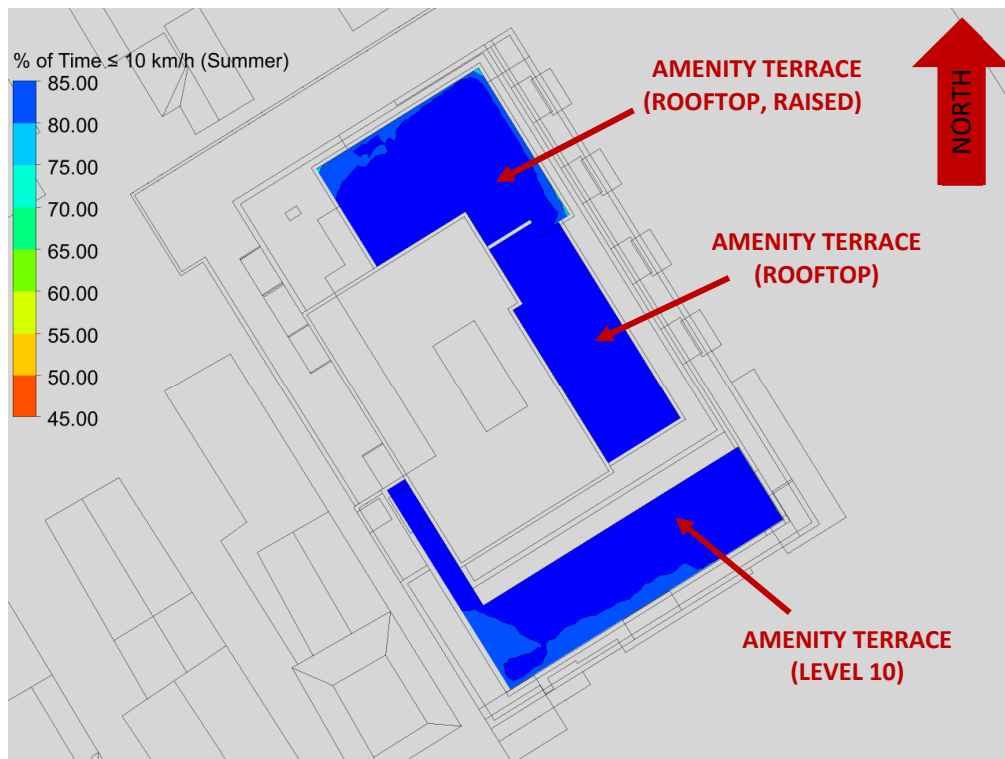 % of Time ≤ 10 km/h (Summer)
85.00
80.00
75.00
70.00
65.00
60.00
55.00
50.00
45.00
AMENITY TERRACE
(ROOFTOP, RAISED)
NORTH
AMENITY TERRACE
(ROOFTOP)
AMENITY TERRACE
(LEVEL 10)